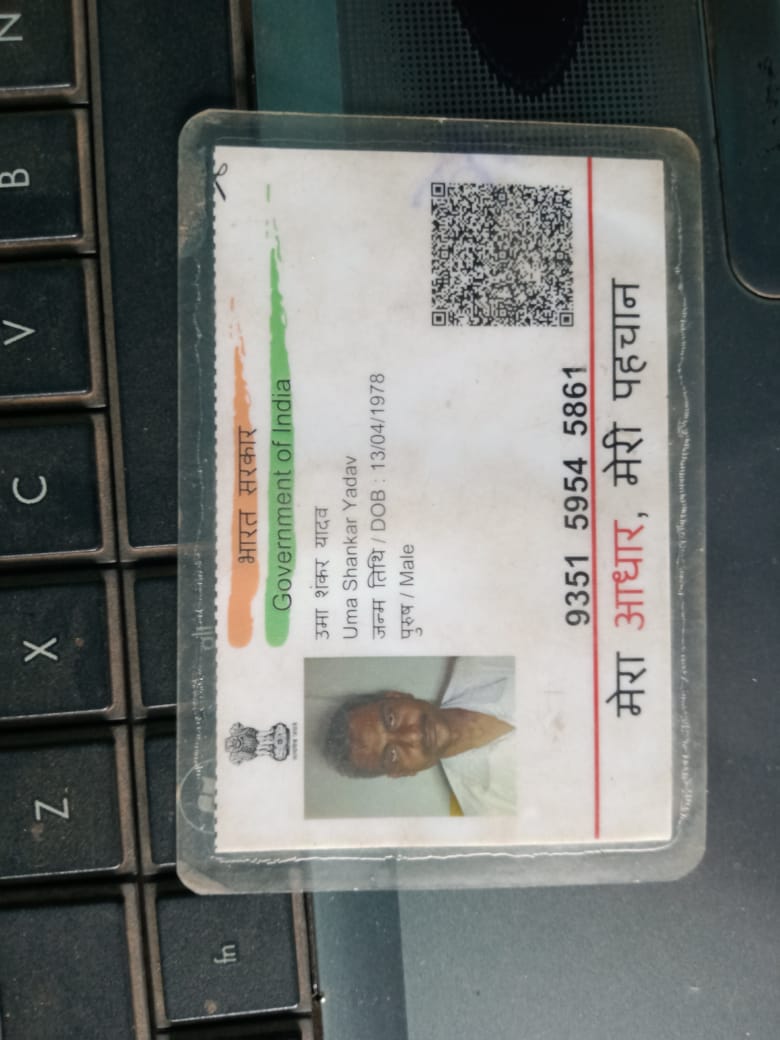 भारत सरकार
Government of India
उमा शंकर यादव
Uma Shankar Yadav
जन्म तिथि / DOB : 13/04/1978
पुरुष / Male
9351 5954 5861
मेरा आधार, मेरी पहचान
N
B
V
C
X
Z
fn